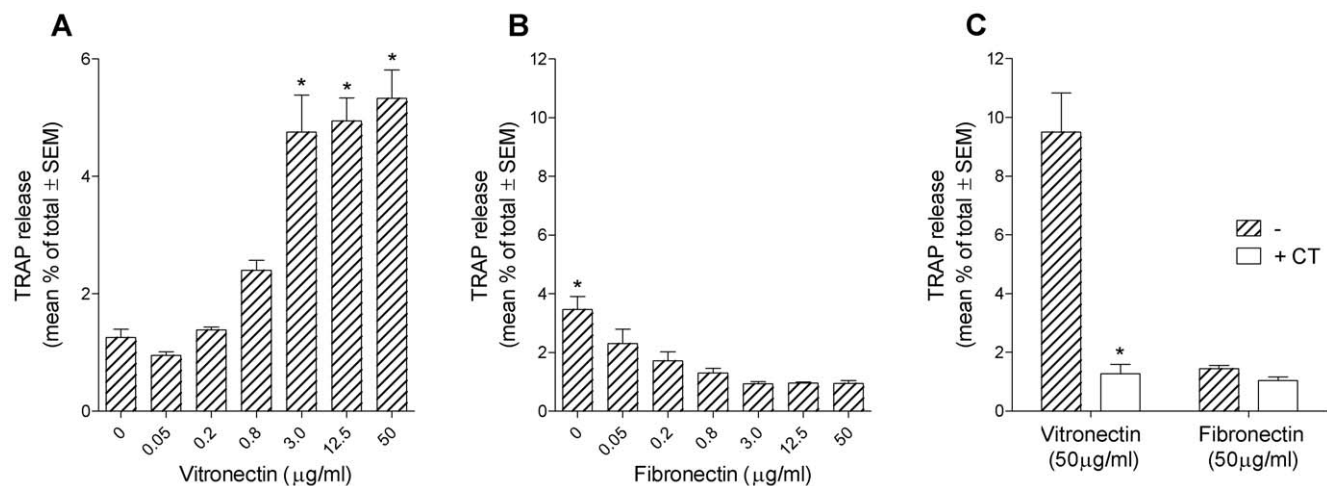 A
TRAP release
(mean % of total ± SEM)
6
4
2
0
*
*
*
0
0.05
0.2
0.8
3.0
12.5
50
Vitronectin (μg/ml)
B
TRAP release
(mean % of total ± SEM)
12
10
8
6
4
2
0
*
0
0.05
0.2
0.8
3.0
12.5
50
Fibronectin (μg/ml)
C
TRAP release
(mean % of total ± SEM)
12
10
8
6
4
2
0
*
-
+ CT
Vitronectin
(50μg/ml)
Fibronectin
(50μg/ml)